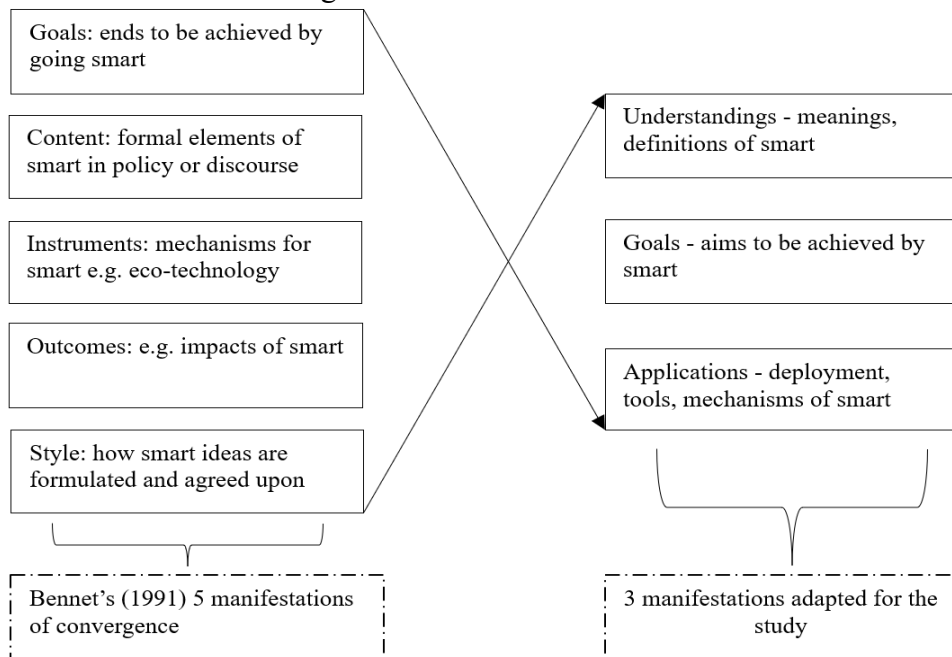 Goals: ends to be achieved by
going smart
Content: formal elements of
smart in policy or discourse
Instruments: mechanisms for
smart e.g. eco-technology
Outcomes: e.g. impacts of smart
Style: how smart ideas are
formulated and agreed upon
Bennet’s (1991) 5 manifestations
of convergence
Understandings - meanings,
definitions of smart
Goals - aims to be achieved by
smart
Applications - deployment,
tools, mechanisms of smart
3 manifestations adapted for the
study